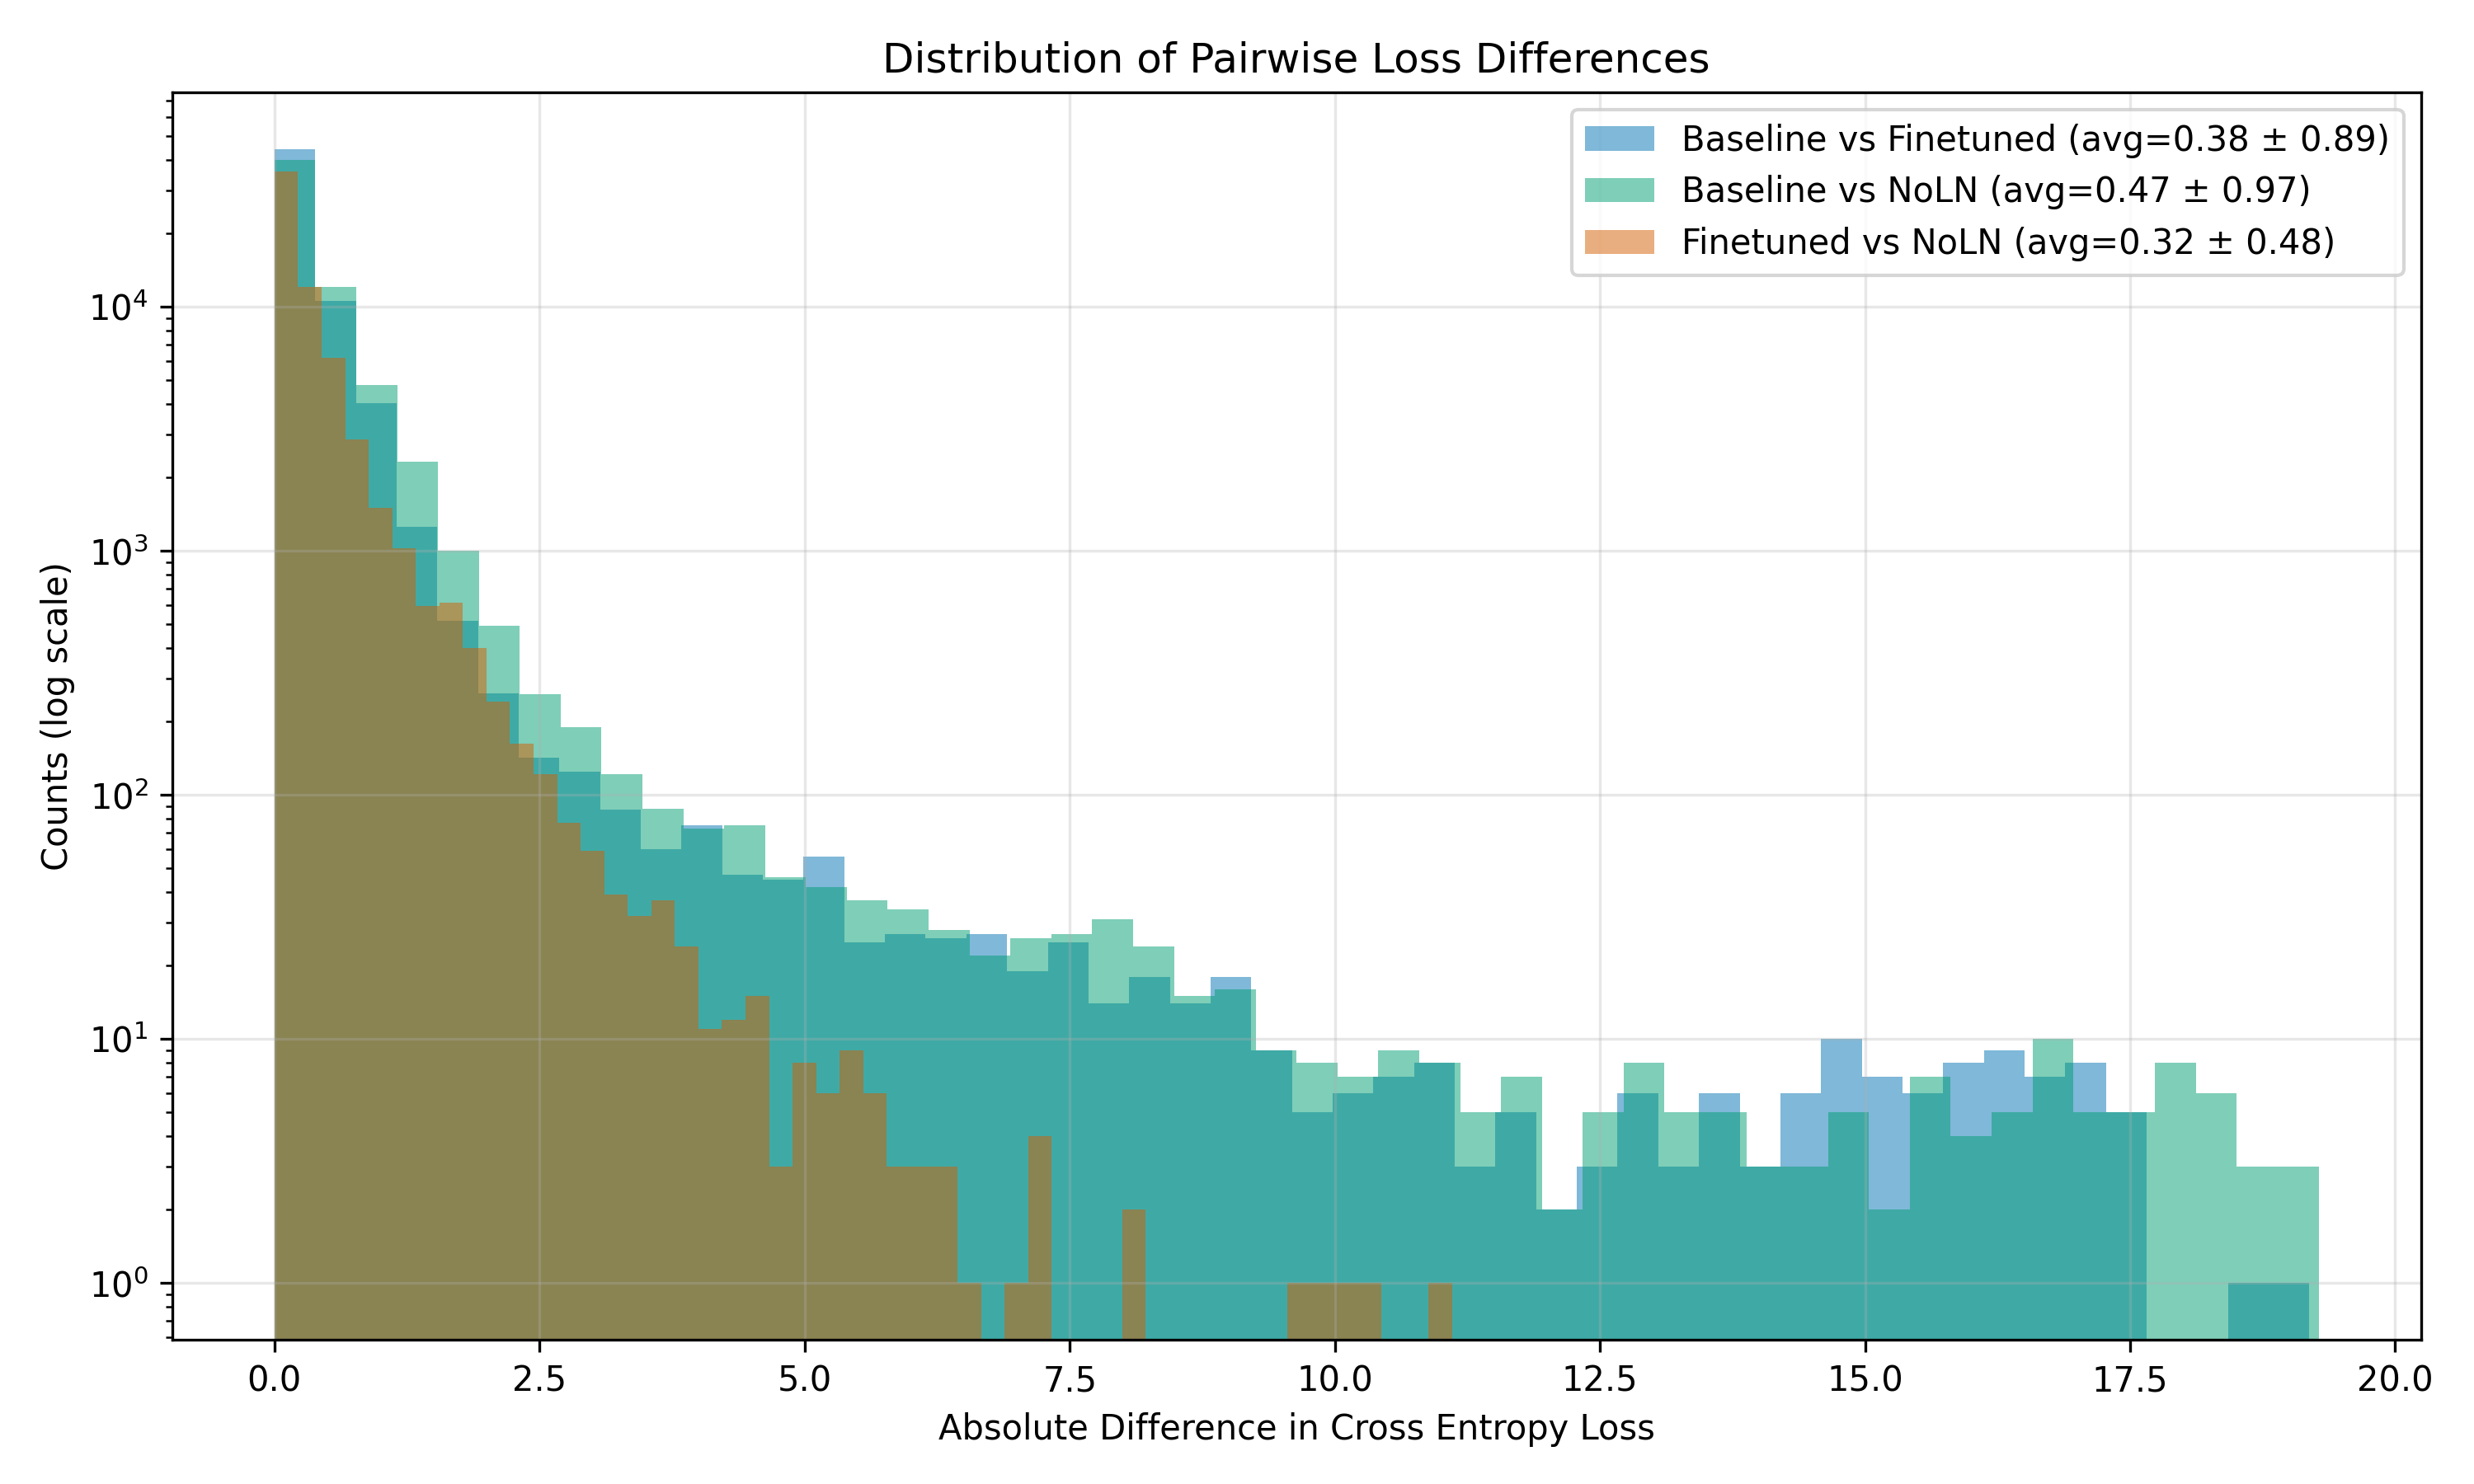 Distribution of Pairwise Loss Differences
Baseline vs Finetuned (avg=0.38 ± 0.89)
Baseline vs NoLN (avg=0.47 ± 0.97)
Finetuned vs NoLN (avg=0.32 ± 0.48)
Counts (log scale)
10⁴
10³
10²
10¹
10⁰
0.0 2.5 5.0 7.5 10.0 12.5 15.0 17.5 20.0
Absolute Difference in Cross Entropy Loss